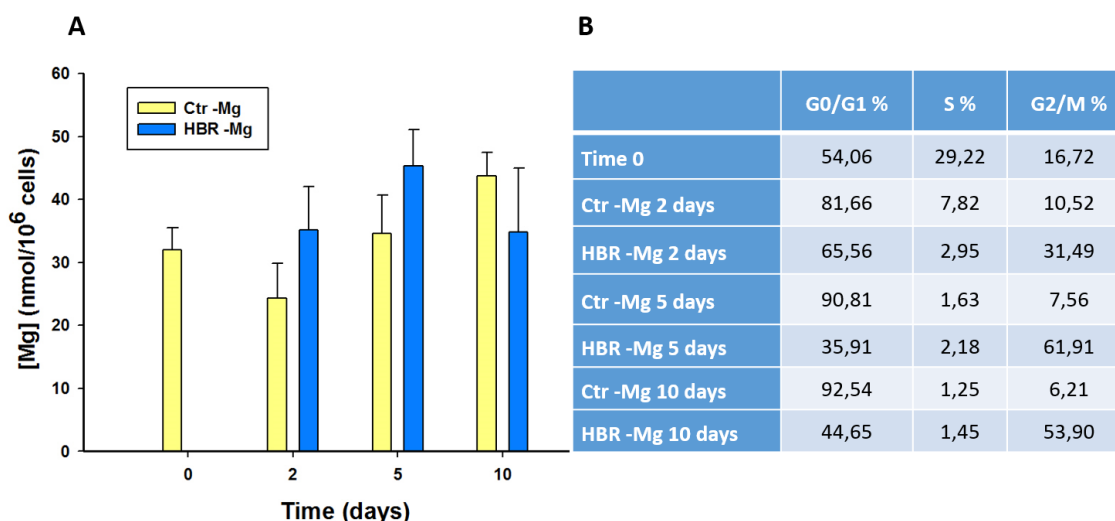 A
60
50
40
30
20
10
0
[Mg] (nmol/10⁶ cells)
Ctr -Mg
HBR -Mg
0 2 5 10
Time (days)
B
G0/G1 % S % G2/M %
Time 0 54,06 29,22 16,72
Ctr -Mg 2 days 81,66 7,82 10,52
HBR -Mg 2 days 65,56 2,95 31,49
Ctr -Mg 5 days 90,81 1,63 7,56
HBR -Mg 5 days 35,91 2,18 61,91
Ctr -Mg 10 days 92,54 1,25 6,21
HBR -Mg 10 days 44,65 1,45 53,90